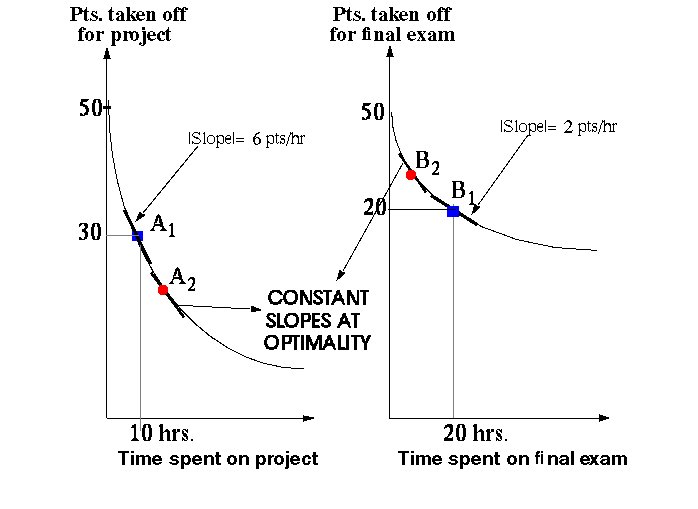 Pts. taken off
for project
50
|Slope|= 6 pts/hr
A1
30
A2
10 hrs.
Time spent on project
Pts. taken off
for final exam
50
|Slope|= 2 pts/hr
B2
B1
20
CONSTANT
SLOPES AT
OPTIMALITY
20 hrs.
Time spent on final exam